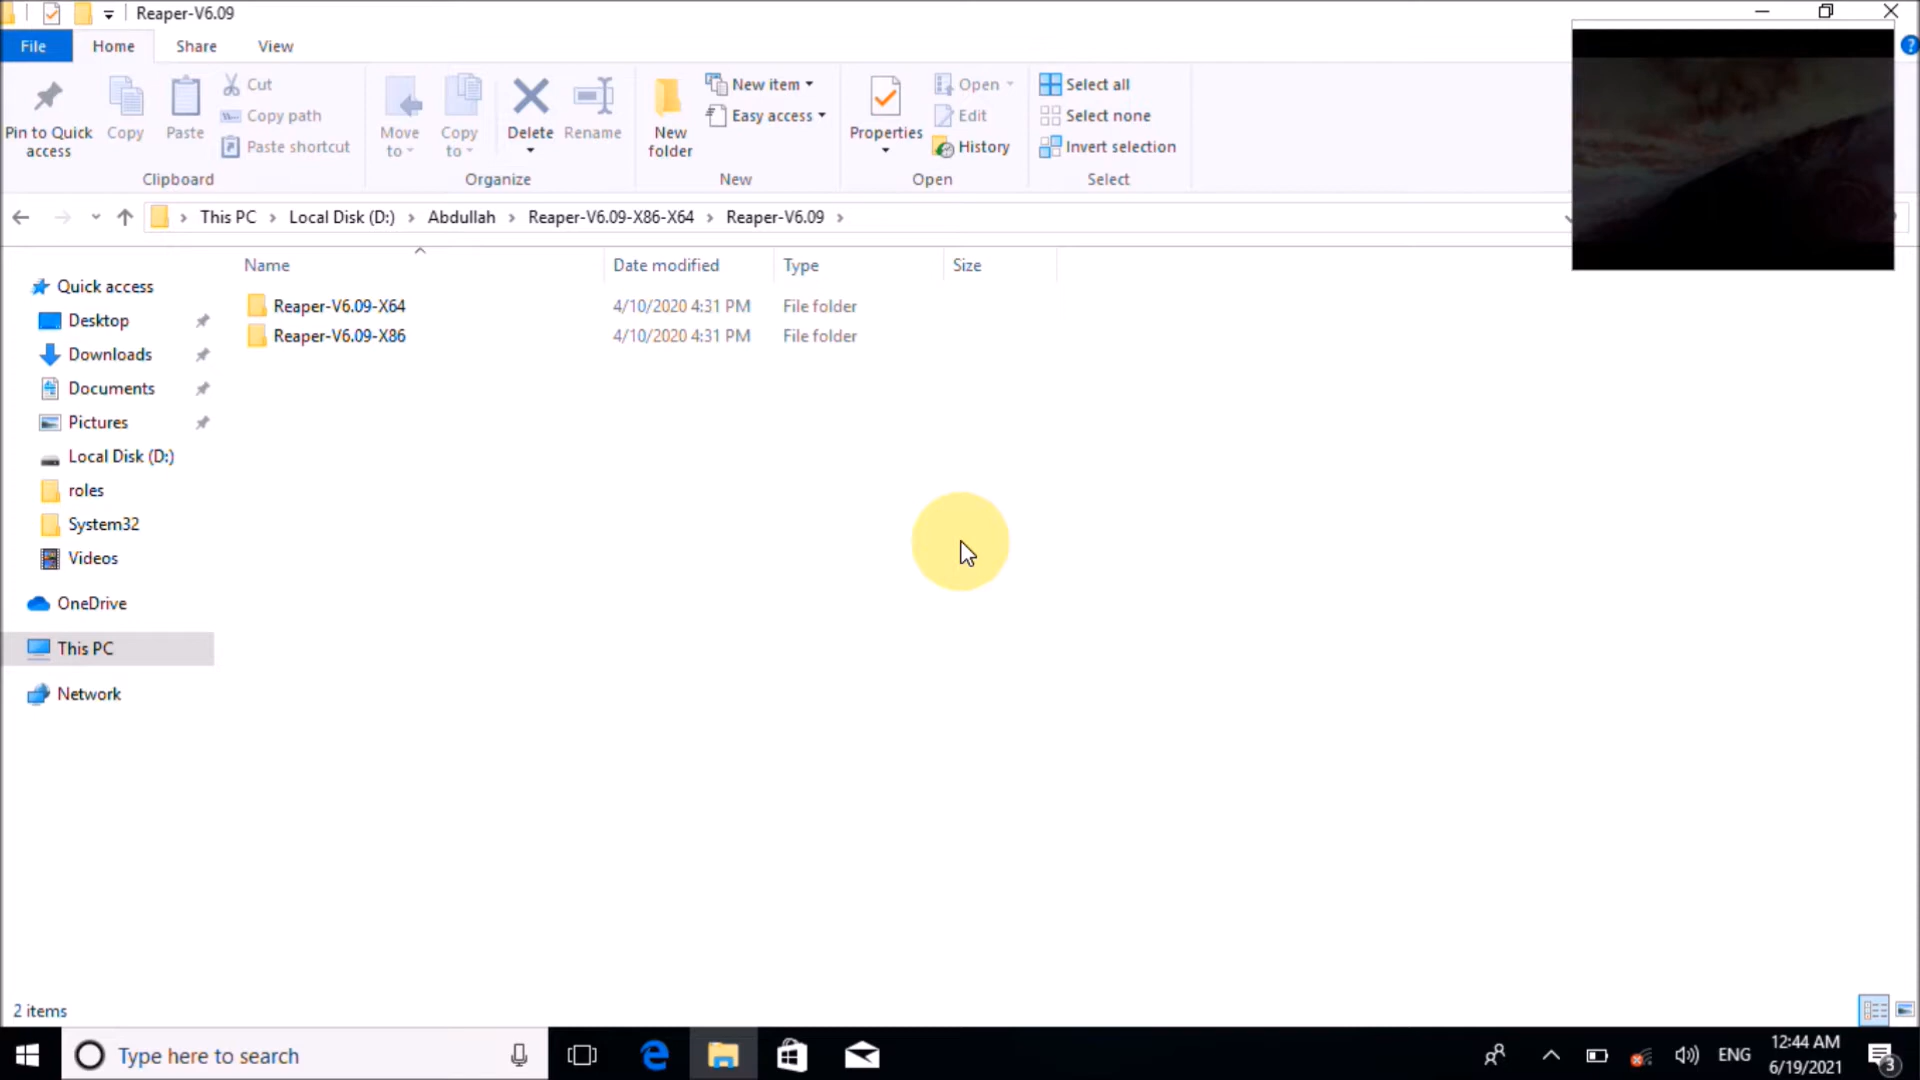 Reaper-V6.09
File
Home
Share
View
Pin to Quick access
Copy
Paste
Cut
Copy path
Paste shortcut
Clipboard
Move to
Copy to
Delete
Rename
Organize
New folder
New item
Easy access
New
Properties
Open
Edit
History
Open
Select all
Select none
Invert selection
Select
This PC
Local Disk (D:)
Abdullah
Reaper-V6.09-X86-X64
Reaper-V6.09
Name
Date modified
Type
Size
Reaper-V6.09-X64 4/10/2020 4:31 PM File folder
Reaper-V6.09-X86 4/10/2020 4:31 PM File folder
Quick access
Desktop
Downloads
Documents
Pictures
Local Disk (D:)
roles
System32
Videos
OneDrive
This PC
Network
2 items
Type here to search
ENG
12:44 AM
6/19/2021
3